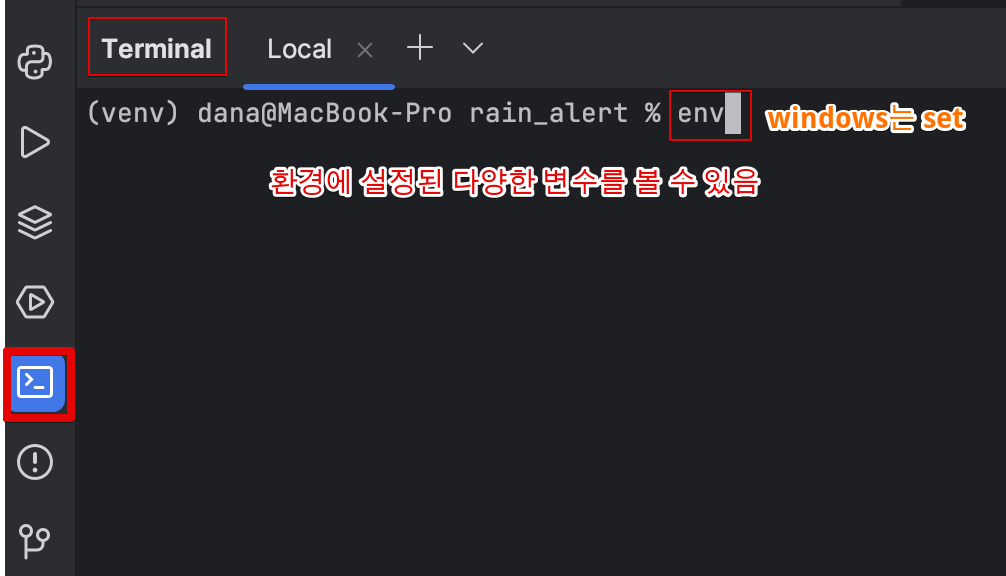 Terminal Local
(venv) dana@MacBook-Pro rain_alert % env windows는 set
환경에 설정된 다양한 변수를 볼 수 있음